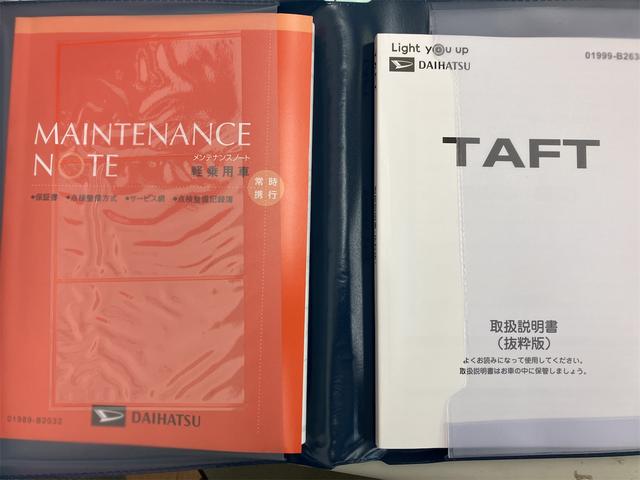 MAINTENANCE
NOTE
メンテナンスノート
軽乗用車
常時
携行
◆保証書 ◆点検整備方式 ◆サービス網 ◆点検整備記録簿
01989-B2032
DAIHATSU
Light you up
DAIHATSU
TAFT
取扱説明書
(抜粋版)
よくお読みになって使用してください。
取扱説明書はお車の中に保管しましょう。